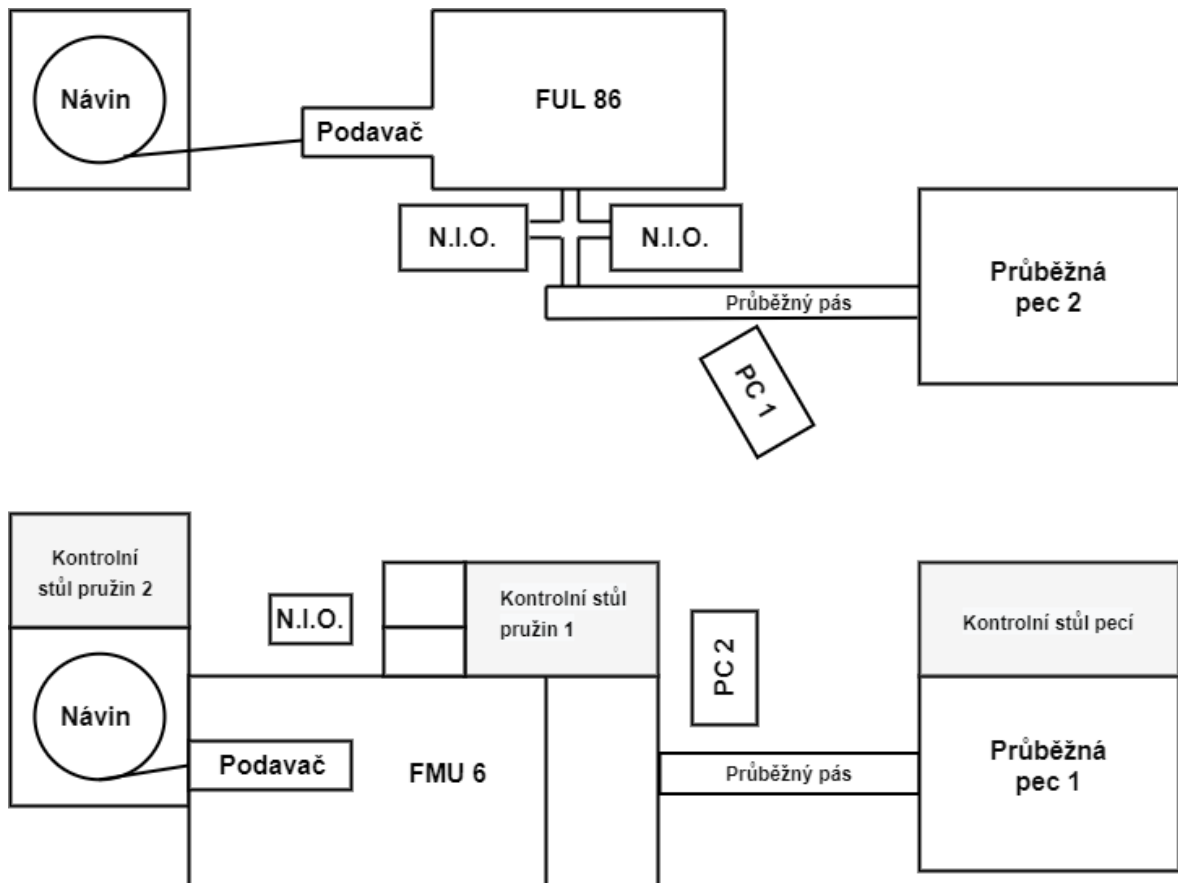 Návin
FUL 86
Podavač
N.I.O.
N.I.O.
Průběžná
pec 2
Průběžný pás
PC 1
Kontrolní
stůl pružin 2
N.I.O.
Kontrolní stůl
pružin 1
PC 2
Kontrolní stůl pecí
Návin
Podavač
FMU 6
Průběžný pás
Průběžná
pec 1